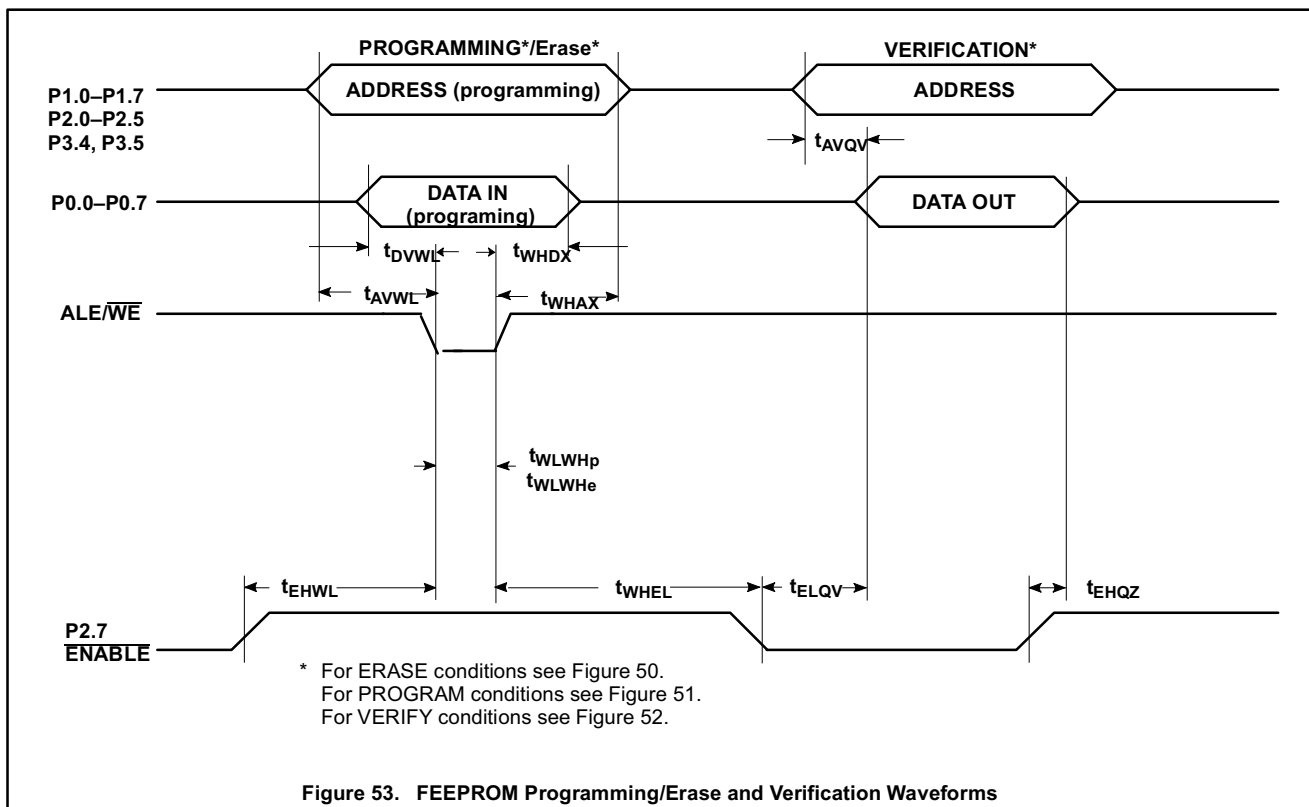 PROGRAMMING*/Erase*
VERIFICATION*
P1.0–P1.7
P2.0–P2.5
P3.4, P3.5
ADDRESS (programming)
ADDRESS
tAVQV
P0.0–P0.7
DATA IN
(programing)
DATA OUT
tDVWL
tWHDX
tAVWL
tWHAX
ALE/WE
tWLWHp
tWLWHe
tEHWL
tWHEL
tELQV
tEHQZ
P2.7
ENABLE
* For ERASE conditions see Figure 50.
For PROGRAM conditions see Figure 51.
For VERIFY conditions see Figure 52.
Figure 53. FEEPROM Programming/Erase and Verification Waveforms